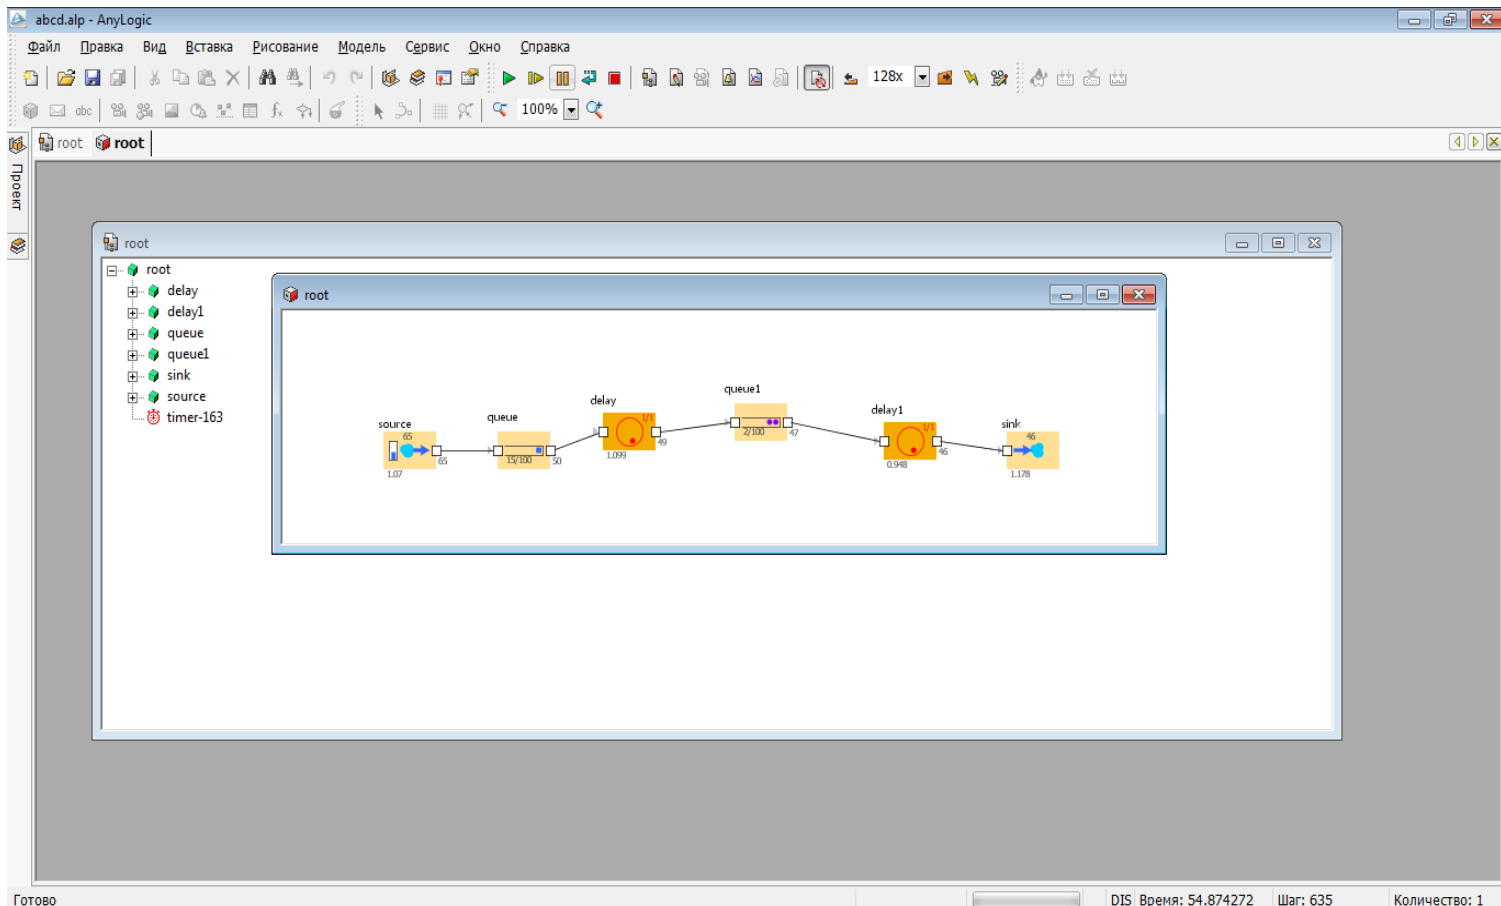 abcd.alp - AnyLogic
Файл Правка Вид Вставка Рисование Модель Сервис Окно Справка
128x
abc 100%
root root
Проект
root
root
delay
delay1
queue
queue1
sink
source
timer-163
root
source
65
65
1.07
queue
15/100
50
delay
1/1
49
1.099
queue1
2/100
47
delay1
1/1
46
0.948
sink
46
1.178
Готово DIS Время: 54.874272 Шаг: 635 Количество: 1